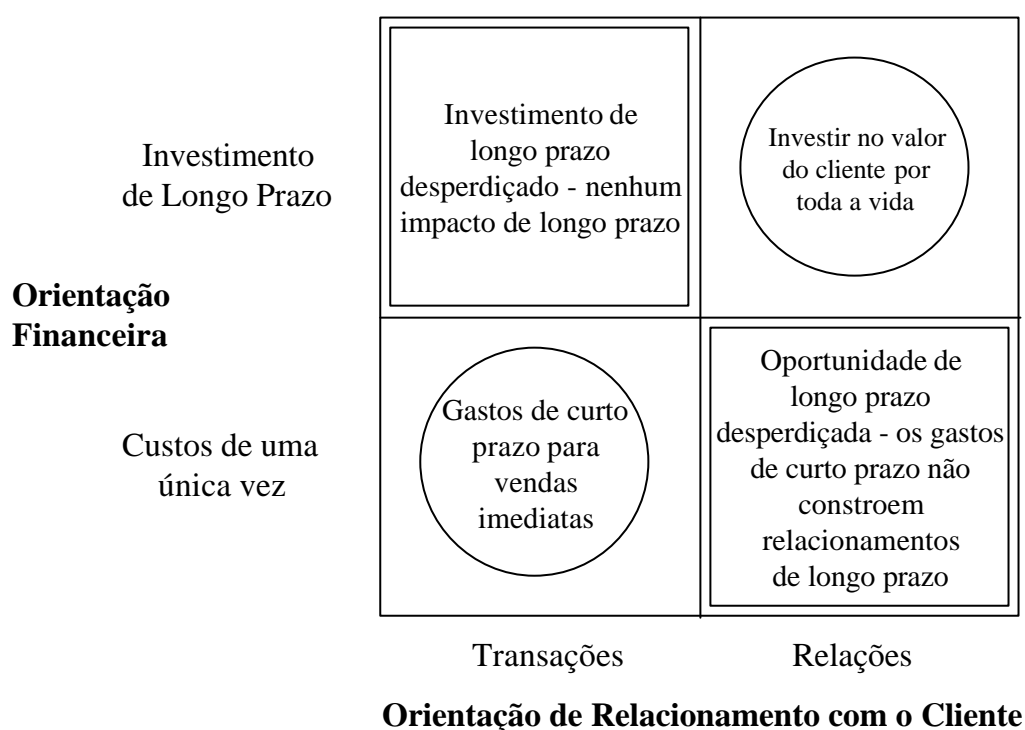 Investimento
de Longo Prazo
Investimento de
longo prazo
desperdiçado - nenhum
impacto de longo prazo
Investir no valor
do cliente por
toda a vida
Orientação
Financeira
Custos de uma
única vez
Gastos de curto
prazo para
vendas
imediatas
Oportunidade de
longo prazo
desperdiçada - os gastos
de curto prazo não
constroem
relacionamentos
de longo prazo
Transações
Relações
Orientação de Relacionamento com o Cliente